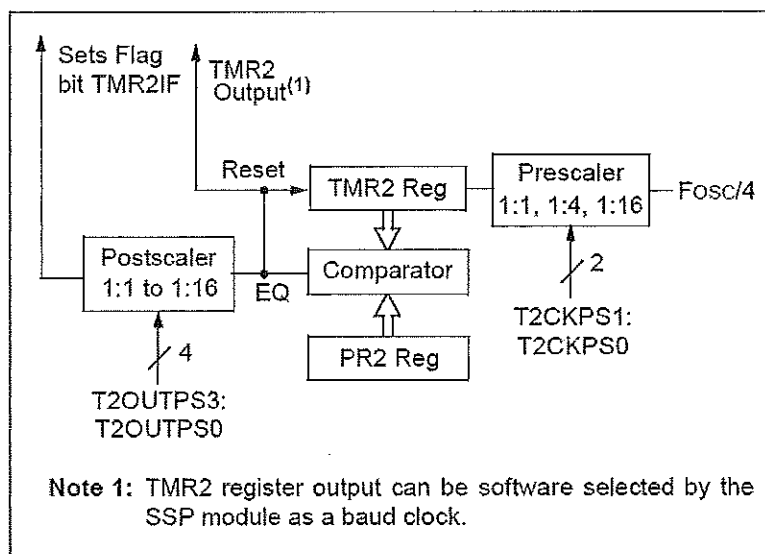 Sets Flag
bit TMR2IF
TMR2
Output(1)
Reset
TMR2 Reg
Prescaler
1:1, 1:4, 1:16
Fosc/4
Postscaler
1:1 to 1:16
EQ
Comparator
2
T2CKPS1:
T2CKPS0
4
PR2 Reg
T2OUTPS3:
T2OUTPS0
Note 1: TMR2 register output can be software selected by the
SSP module as a baud clock.